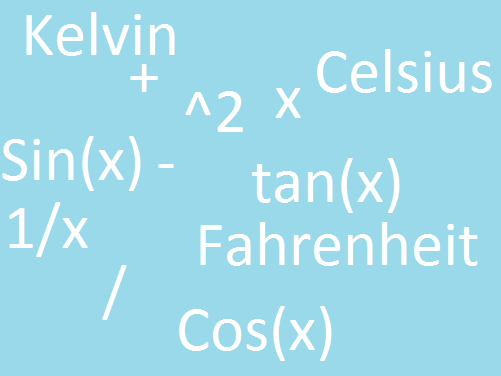 Kelvin
+
Celsius
^2 x
Sin(x) -
tan(x)
1/x
Fahrenheit
/
Cos(x)